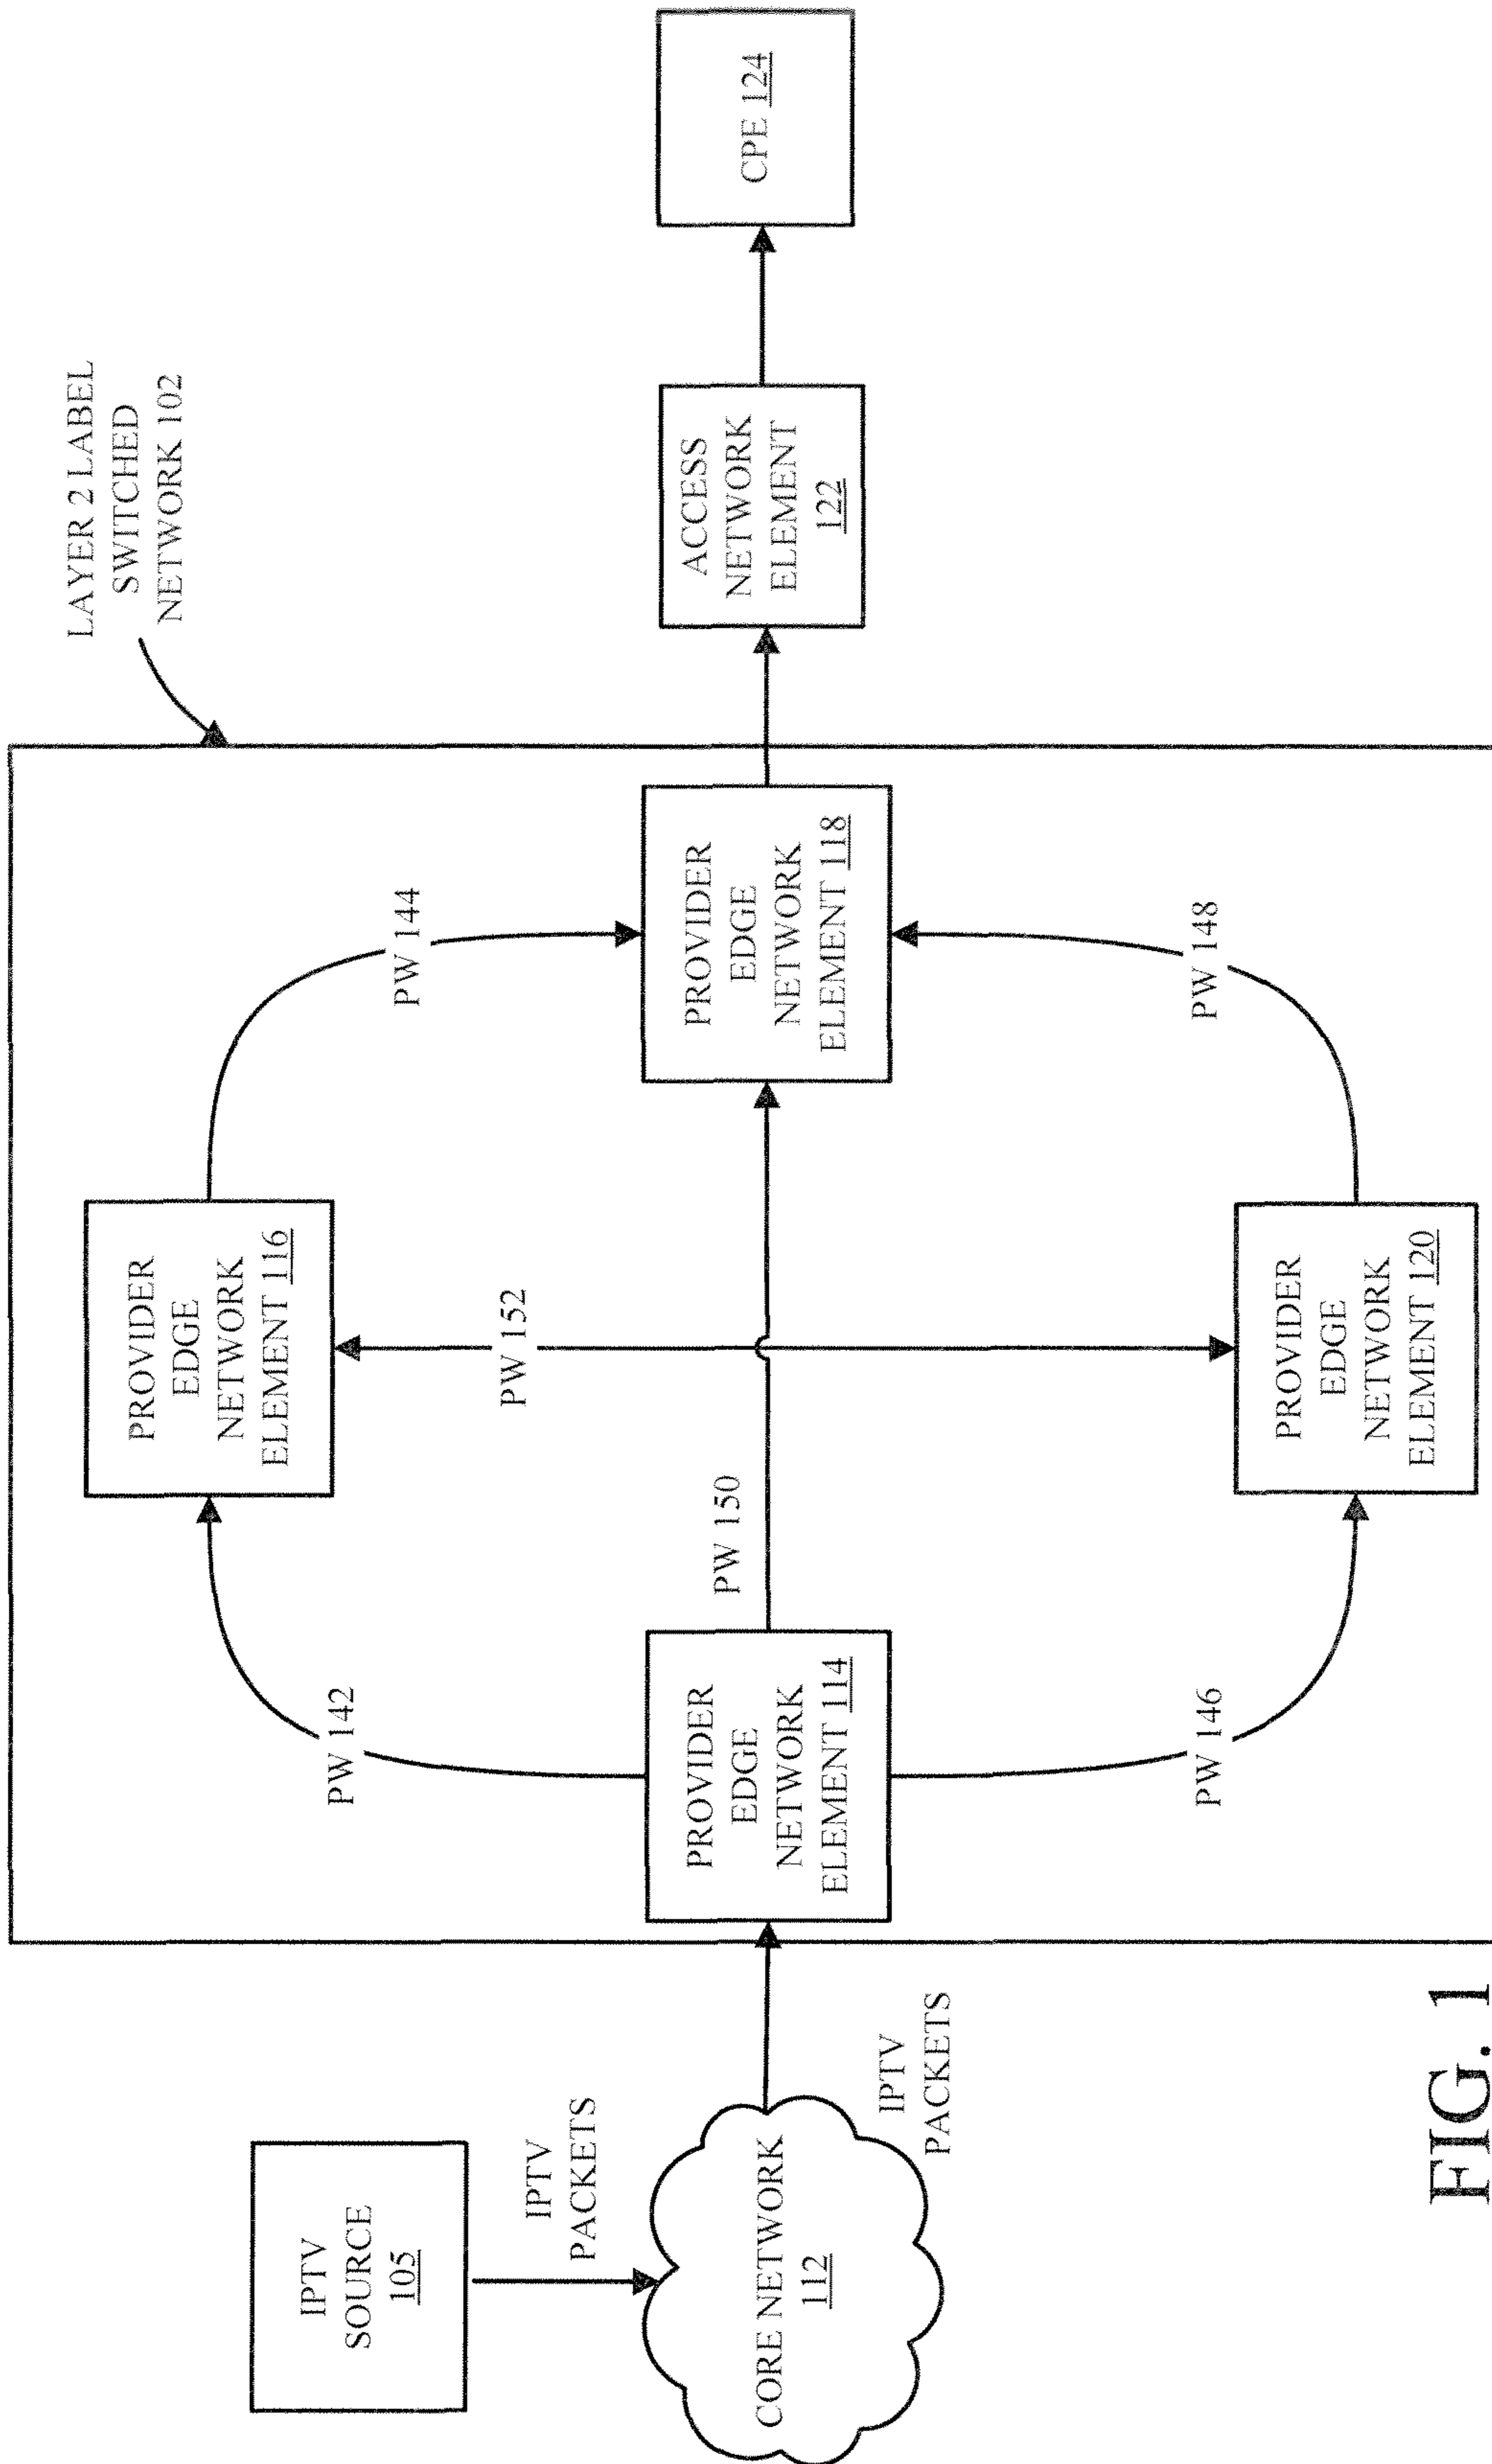 IPTV
SOURCE
105
IPTV
PACKETS
CORE NETWORK
112
IPTV
PACKETS
LAYER 2 LABEL
SWITCHED
NETWORK 102
PROVIDER
EDGE
NETWORK
ELEMENT 114
PW 142
PW 150
PW 146
PROVIDER
EDGE
NETWORK
ELEMENT 116
PW 152
PROVIDER
EDGE
NETWORK
ELEMENT 120
PW 144
PW 148
PROVIDER
EDGE
NETWORK
ELEMENT 118
ACCESS
NETWORK
ELEMENT
122
CPE 124
FIG. 1